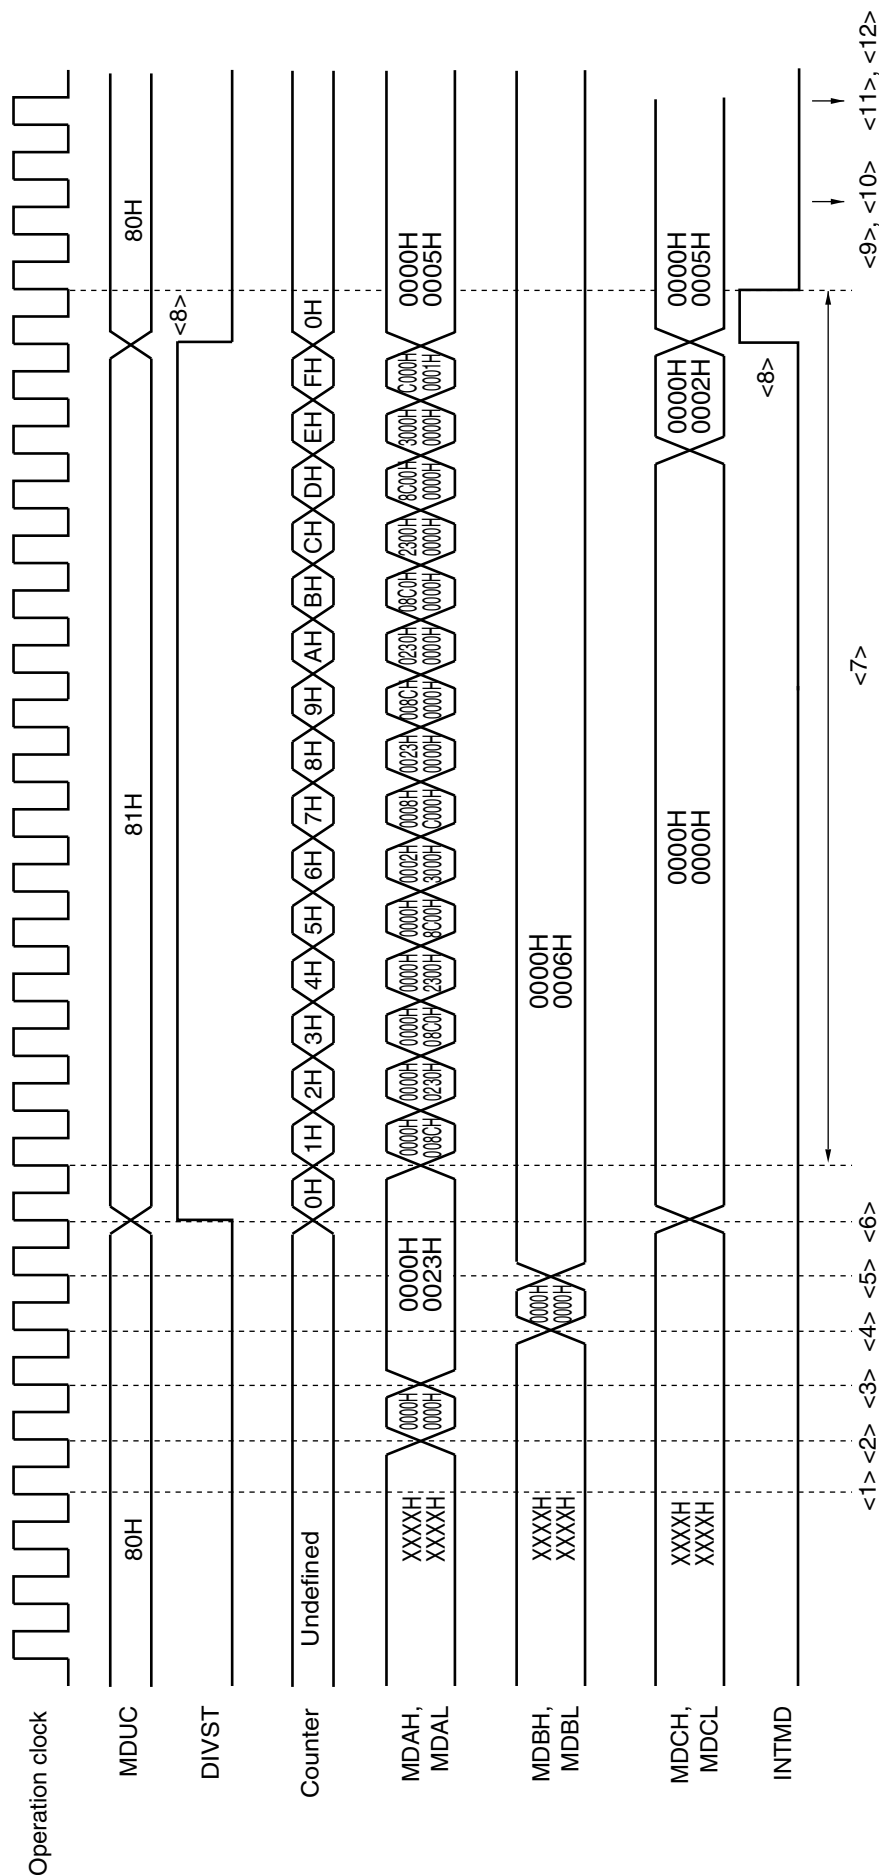 Operation clock
MDUC
80H
81H
80H
DIVST
<8>
Counter
Undefined
0H
1H
2H
3H
4H
5H
6H
7H
8H
9H
AH
BH
CH
DH
EH
FH
0H
MDAH,
MDAL
XXXXH
XXXXH
0000H
0000H
0000H
0023H
0000H
008CH
0000H
0230H
0000H
08C0H
0000H
2300H
0000H
8C00H
0002H
3000H
0008H
C000H
0023H
0000H
008CH
0000H
0230H
0000H
08C0H
0000H
2300H
0000H
8C00H
0000H
3000H
0000H
C000H
0001H
0000H
0005H
MDBH,
MDBL
XXXXH
XXXXH
0000H
0000H
0000H
0006H
MDCH,
MDCL
XXXXH
XXXXH
0000H
0000H
0000H
0002H
0000H
0005H
INTMD
<8>
<1> <2> <3> <4> <5> <6> <7> <9>, <10> <11>, <12>